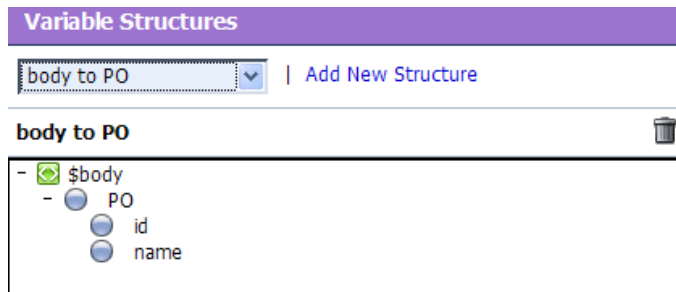 Variable Structures
body to PO | Add New Structure
body to PO
- $body
- PO
id
name